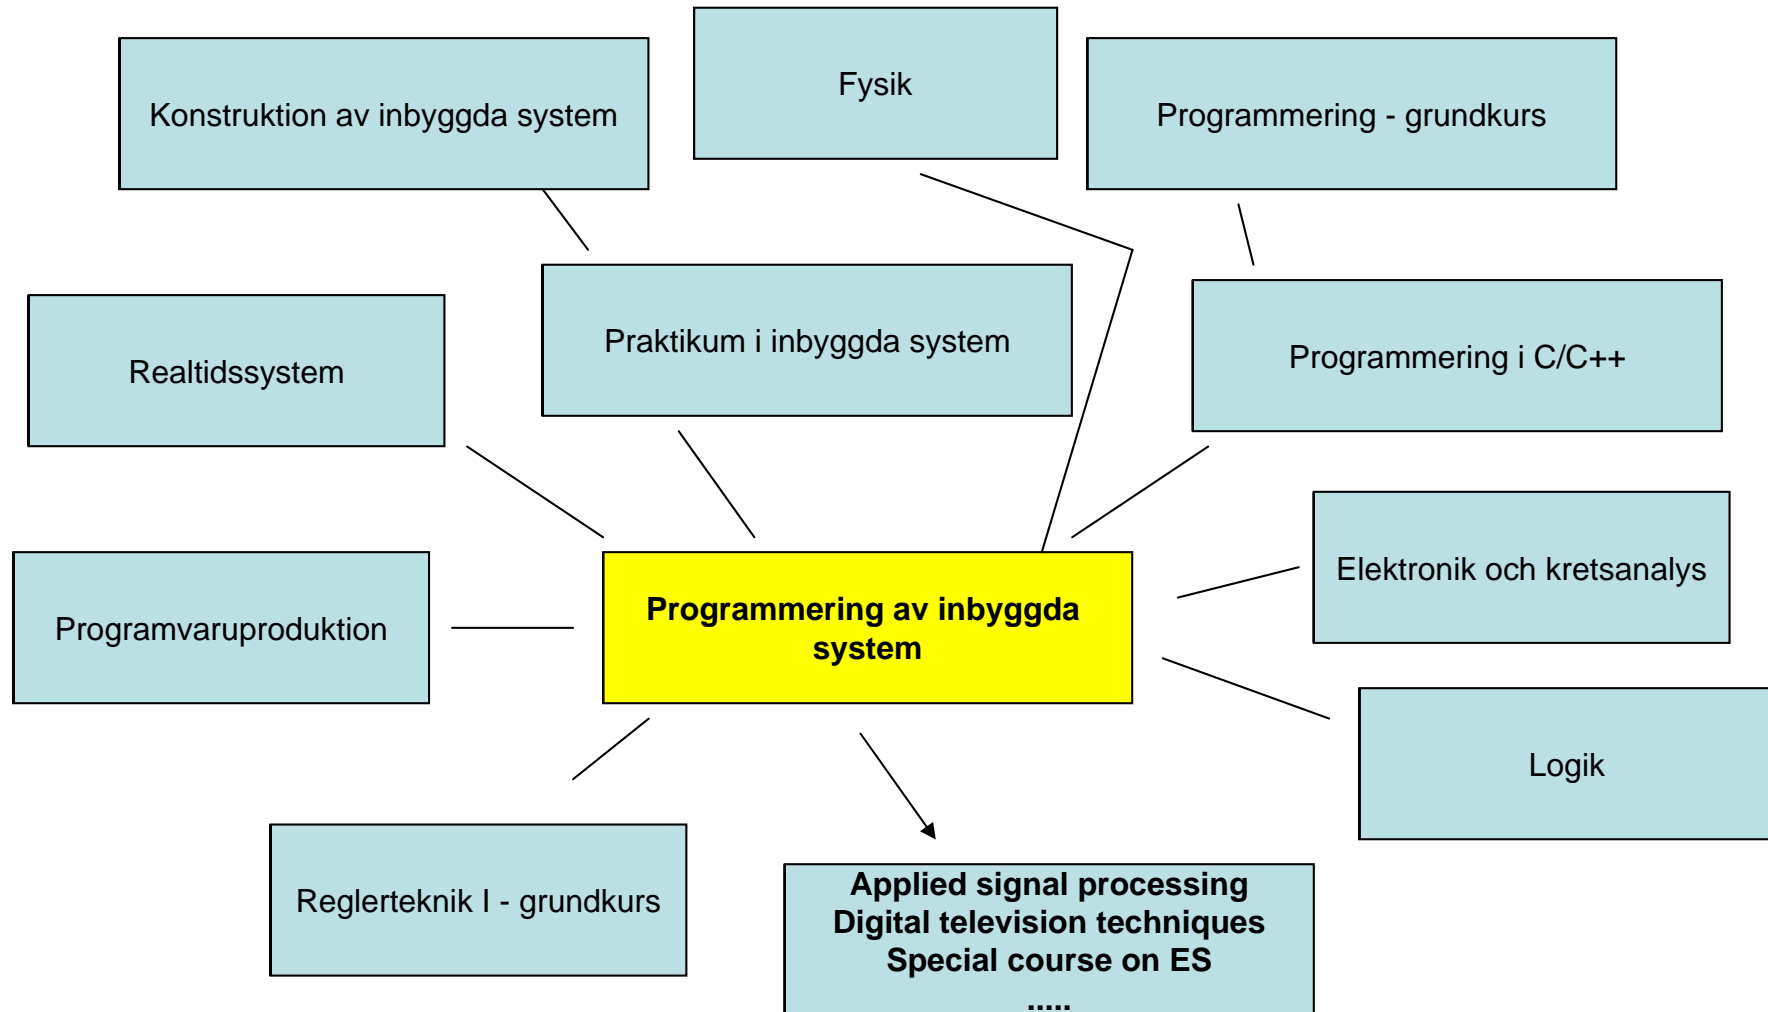 Fysik
Konstruktion av inbyggda system
Programmering - grundkurs
Praktikum i inbyggda system
Realtidssystem
Programmering i C/C++
Elektronik och kretsanalys
Programmering av inbyggda
system
Programvaruproduktion
Logik
Reglerteknik I - grundkurs
Applied signal processing
Digital television techniques
Special course on ES
.....